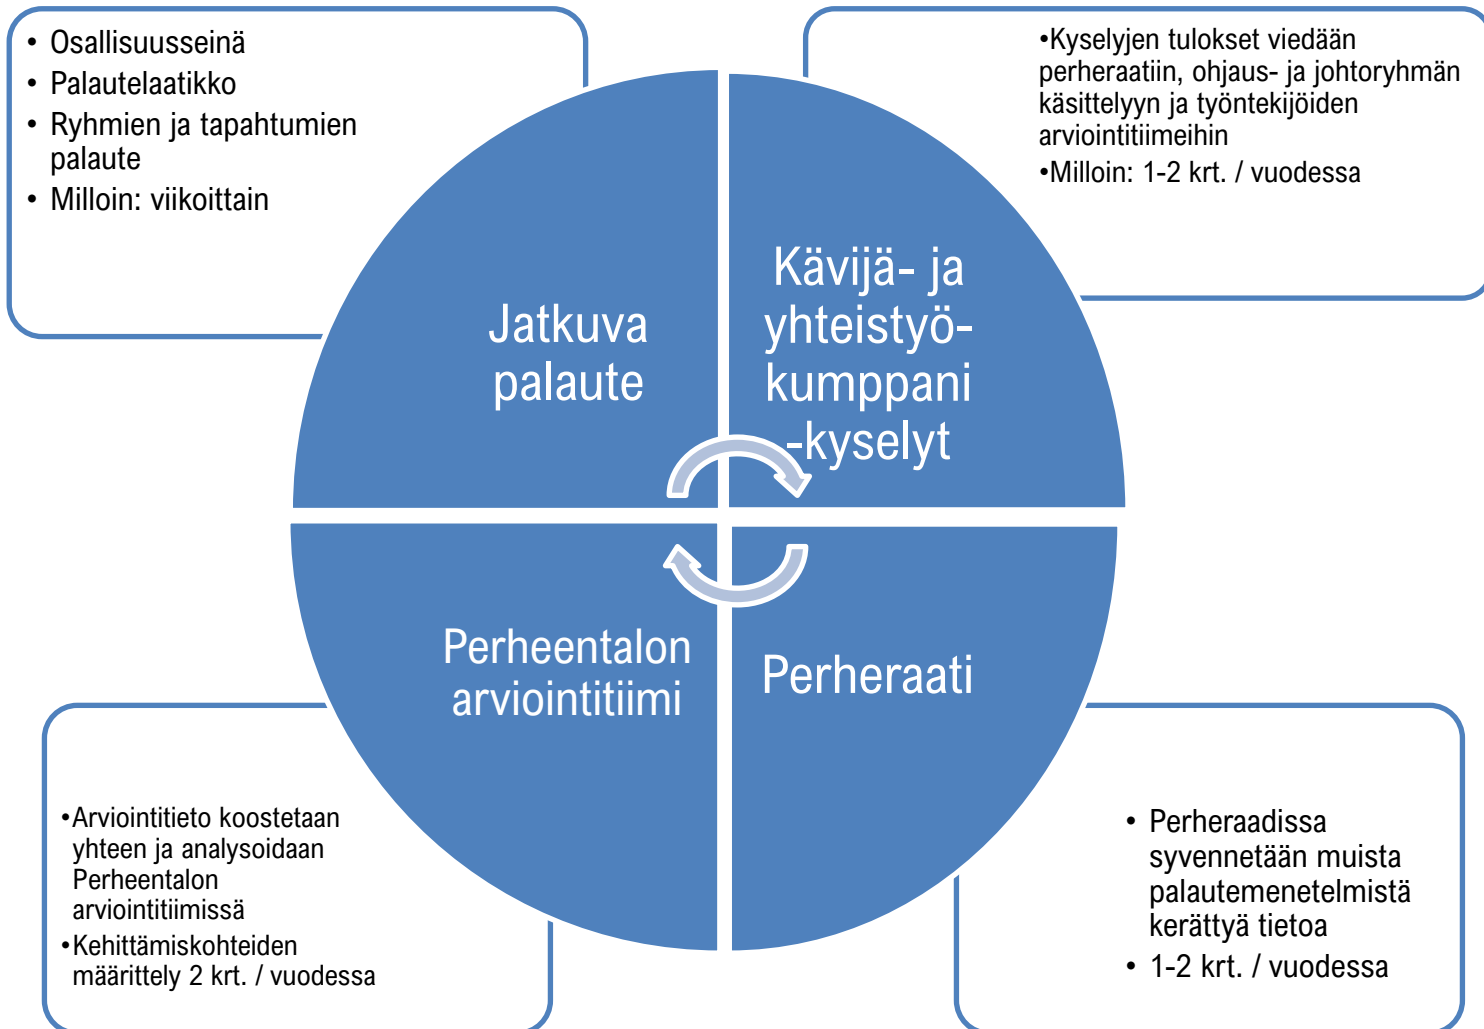 • Osallisuusseinä
• Palautelaatikko
• Ryhmien ja tapahtumien
palaute
• Milloin: viikoittain
•Kyselyjen tulokset viedään
perheraatiin, ohjaus- ja johtoryhmän
käsittelyyn ja työntekijöiden
arviointitiimeihin
•Milloin: 1-2 krt. / vuodessa
Jatkuva
palaute
Kävijä- ja
yhteistyö-
kumppani
-kyselyt
Perheentalon
arviointitiimi
Perheraati
•Arviointitieto koostetaan
yhteen ja analysoidaan
Perheentalon
arviointitiimissä
•Kehittämiskohteiden
määrittely 2 krt. / vuodessa
• Perheraadissa
syvennetään muista
palautemenetelmistä
kerättyä tietoa
• 1-2 krt. / vuodessa